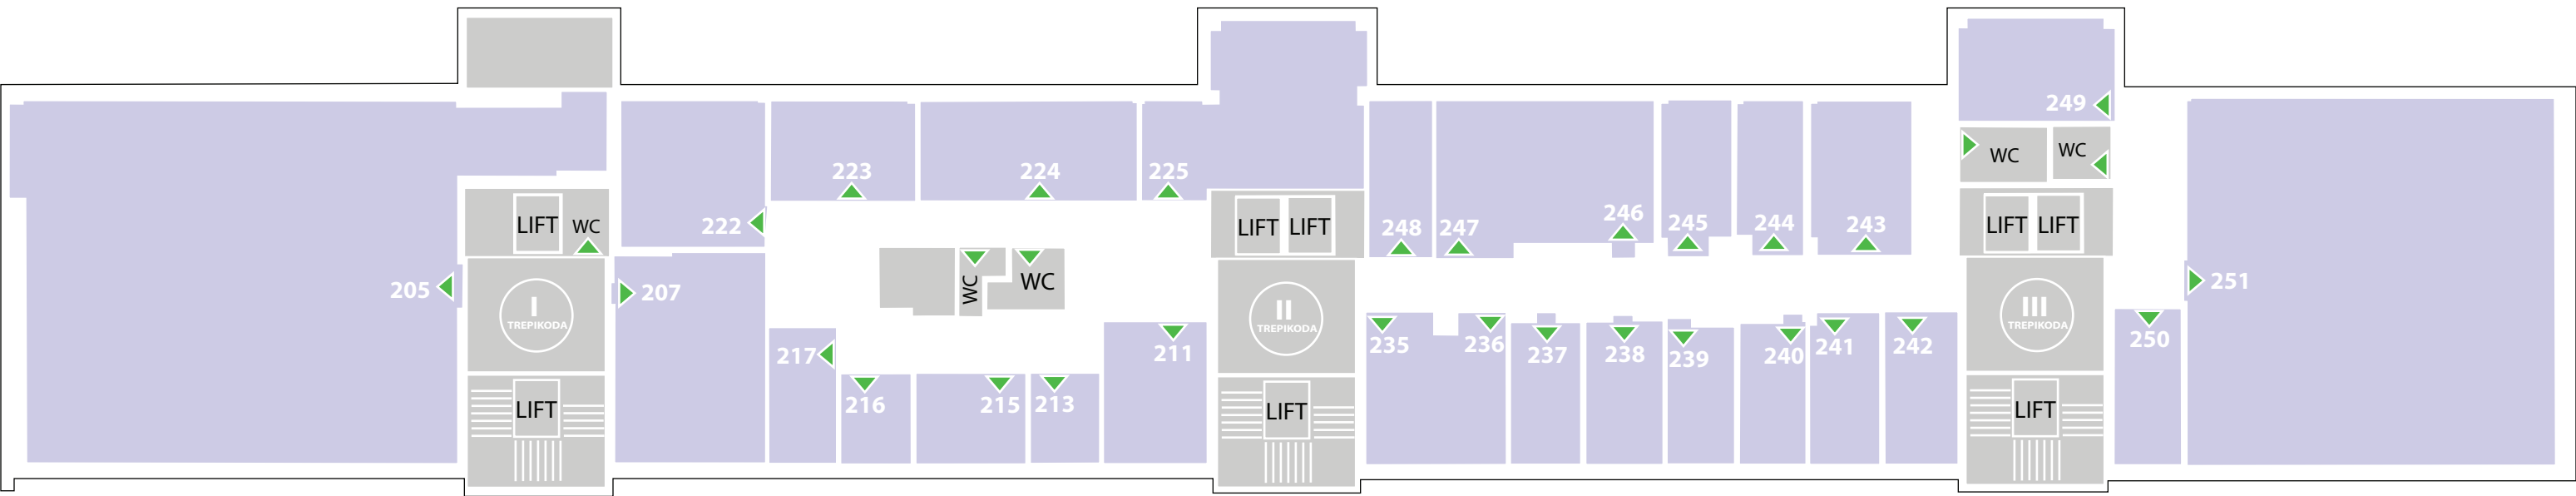 249
WC
WC
223
224
225
LIFT
WC
222
LIFT
LIFT
248
247
246
245
244
243
LIFT
LIFT
205
I
TREPIKODA
207
WC
WC
II
TREPIKODA
III
TREPIKODA
251
217
211
235
236
237
238
239
240
241
242
250
216
215
213
LIFT
LIFT
LIFT